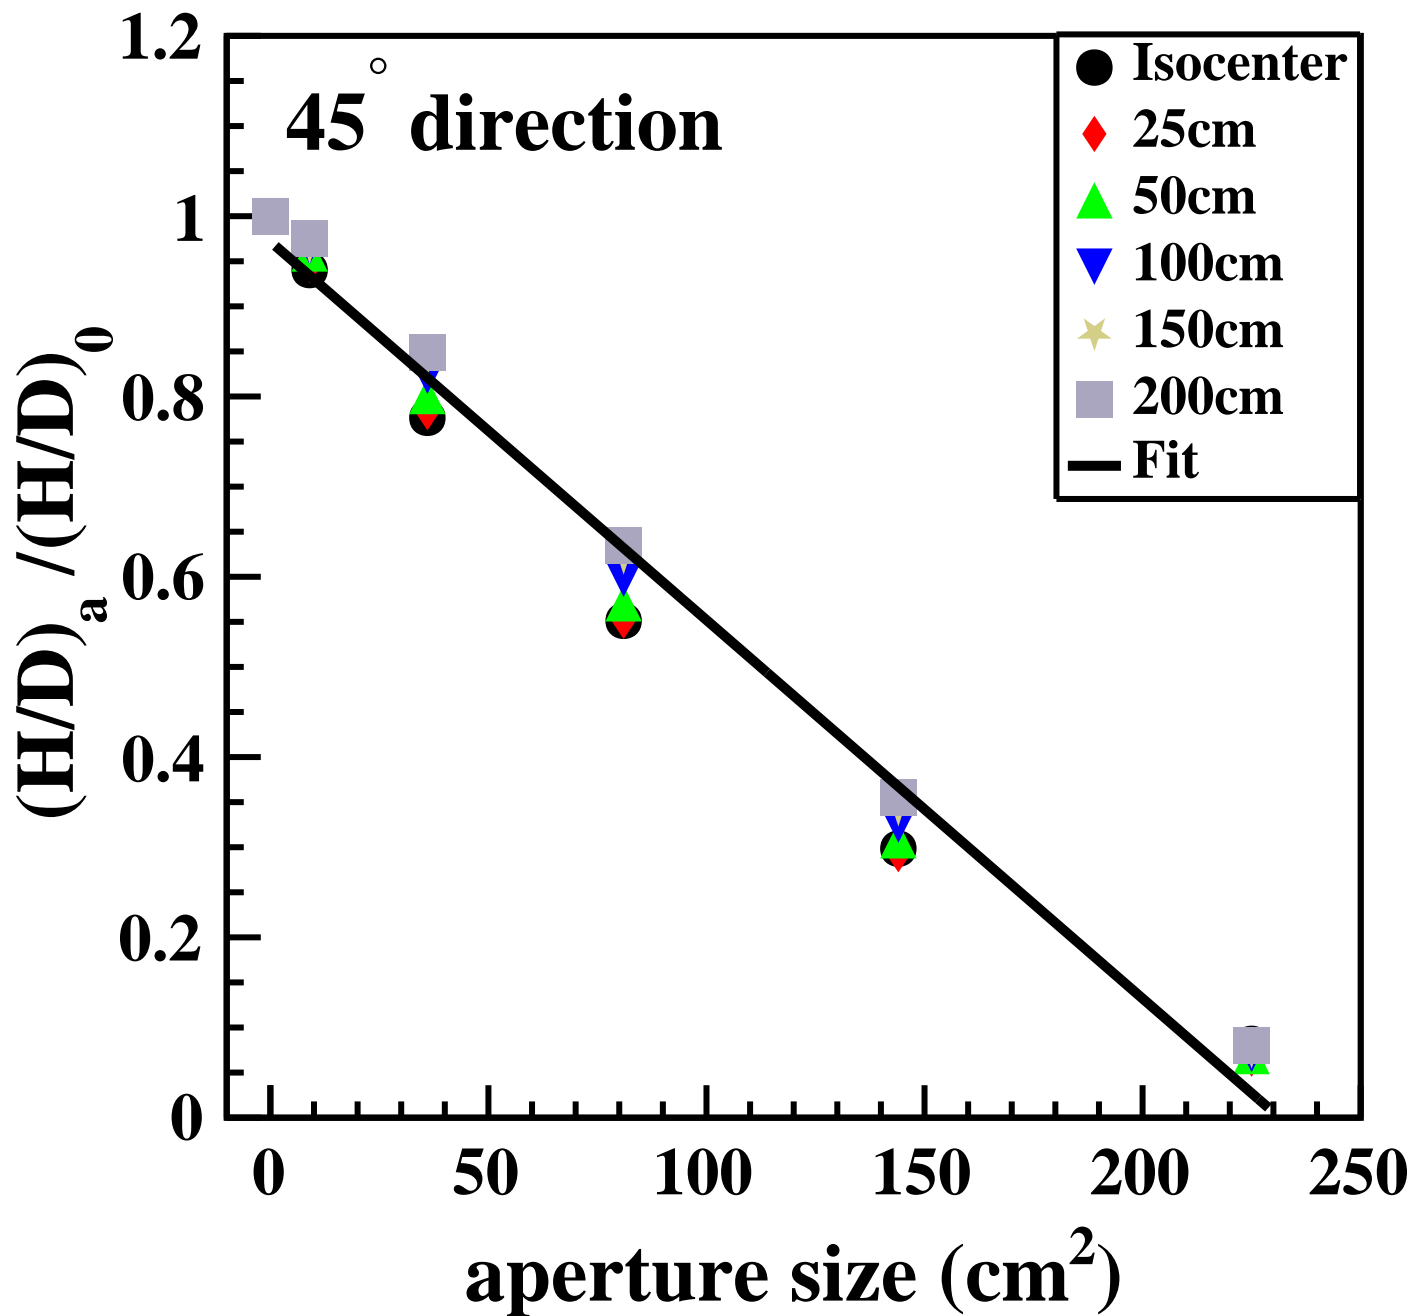 45° direction
Isocenter
25cm
50cm
100cm
150cm
200cm
Fit
(H/D)a /(H/D)0
1.2
1
0.8
0.6
0.4
0.2
0
0 50 100 150 200 250
aperture size (cm²)